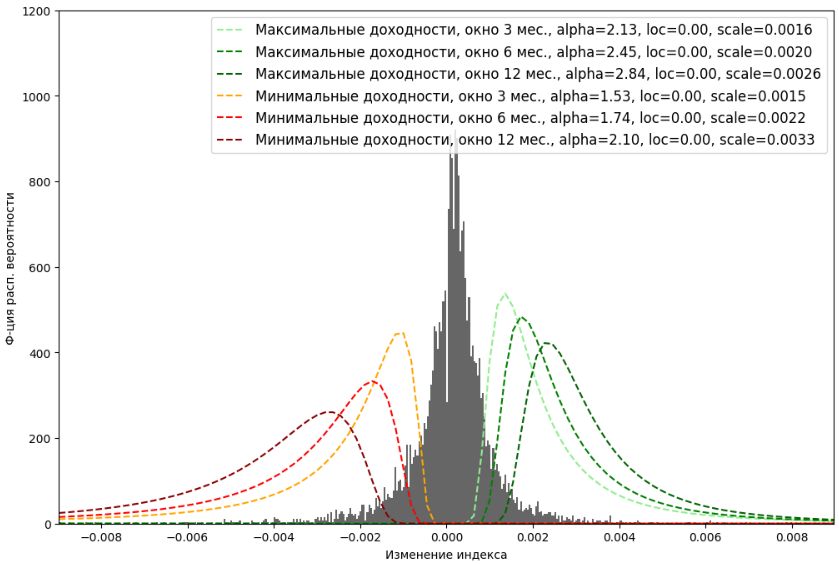 1200
1000
800
600
400
200
0
Ф-ция расп. вероятности
Максимальные доходности, окно 3 мес., alpha=2.13, loc=0.00, scale=0.0016
Максимальные доходности, окно 6 мес., alpha=2.45, loc=0.00, scale=0.0020
Максимальные доходности, окно 12 мес., alpha=2.84, loc=0.00, scale=0.0026
Минимальные доходности, окно 3 мес., alpha=1.53, loc=0.00, scale=0.0015
Минимальные доходности, окно 6 мес., alpha=1.74, loc=0.00, scale=0.0022
Минимальные доходности, окно 12 мес., alpha=2.10, loc=0.00, scale=0.0033
−0.008 −0.006 −0.004 −0.002 0.000 0.002 0.004 0.006 0.008
Изменение индекса